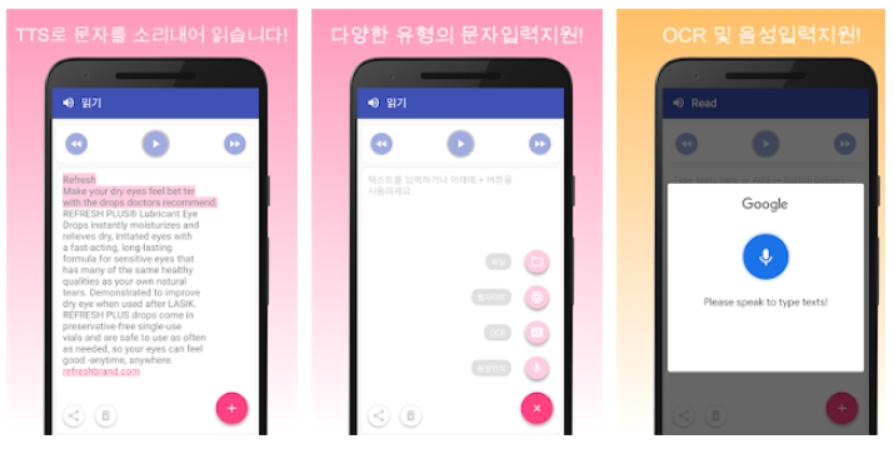 TTS로 문자를 소리내어 읽습니다!
읽기
Refresh
Make your dry eyes feel bet ter
with the drops doctors recommend.
REFRESH PLUS® Lubricant Eye
Drops instantly moisturizes and
relieves dry, irritated eyes with
a fast-acting, long-lasting
formula for sensitive eyes that
has many of the same healthy
qualities as your own natural
tears. Demonstrated to improve
dry eye when used after LASIK.
REFRESH PLUS drops come in
preservative-free single-use
vials and are safe to use as often
as needed, so your eyes can feel
good -anytime, anywhere.
refreshbrand.com
다양한 유형의 문자입력지원!
읽기
텍스트를 입력하거나 아래에 + 버튼을
사용하세요.
파일
웹사이트
OCR
음성인식
OCR 및 음성입력지원!
Read
Type texts here or Add (+ button below)
Google
Please speak to type texts!